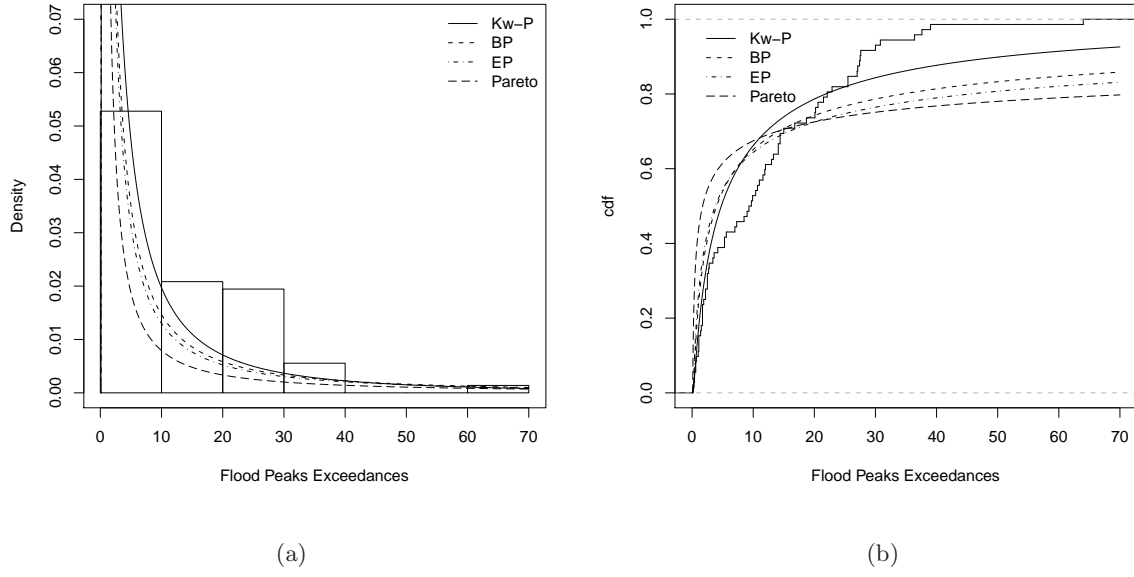 Kw−P
BP
EP
Pareto
0.07
0.06
0.05
0.04
0.03
0.02
0.01
0.00
Density
0 10 20 30 40 50 60 70
Flood Peaks Exceedances
(a)
Kw−P
BP
EP
Pareto
1.0
0.8
0.6
0.4
0.2
0.0
cdf
0 10 20 30 40 50 60 70
Flood Peaks Exceedances
(b)